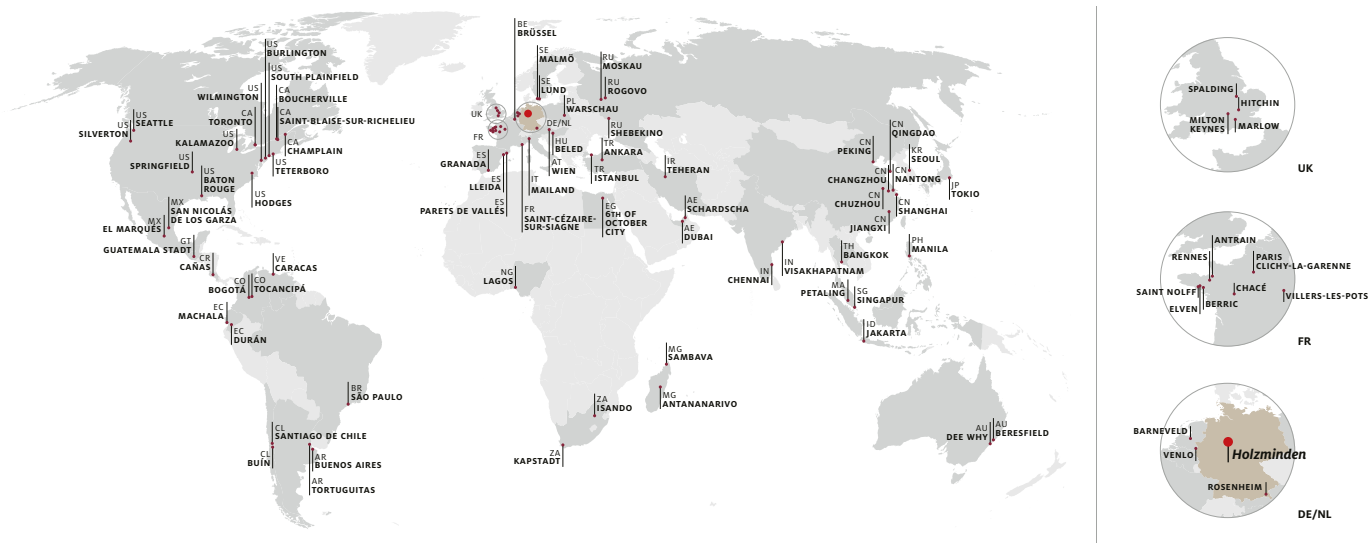 BE
BRÜSSEL
SE
MALMÖ
RU
MOSKAU
SE
LUND
RU
ROGOVO
PL
WARSCHAU
UK
DE/NL
FR
RU
SHEBEKINO
HU
BELED
TR
ANKARA
AT
WIEN
TR
ISTANBUL
ES
GRANADA
ES
LLEIDA
IT
MAILAND
ES
PARETS DE VALLÉS
FR
SAINT-CÉZAIRE-
SUR-SIAGNE
EG
6TH OF
OCTOBER
CITY
IR
TEHERAN
AE
SCHARDSCHA
AE
DUBAI
US
BURLINGTON
US
SOUTH PLAINFIELD
US
WILMINGTON
CA
BOUCHERVILLE
CA
TORONTO
CA
SAINT-BLAISE-SUR-RICHELIEU
US
SEATTLE
US
SILVERTON
US
KALAMAZOO
CA
CHAMPLAIN
US
SPRINGFIELD
US
TETERBORO
US
BATON
ROUGE
US
HODGES
MX
SAN NICOLÁS
DE LOS GARZA
MX
EL MARQUÉS
GT
GUATEMALA STADT
CR
CAÑAS
VE
CARACAS
CO
BOGOTÁ
CO
TOCANCIPÁ
EC
MACHALA
EC
DURÁN
BR
SÃO PAULO
CL
SANTIAGO DE CHILE
CL
BUÍN
AR
BUENOS AIRES
AR
TORTUGUITAS
NG
LAGOS
MG
SAMBAVA
MG
ANTANANARIVO
ZA
ISANDO
ZA
KAPSTADT
CN
QINGDAO
CN
PEKING
KR
SEOUL
CN
CHANGZHOU
CN
NANTONG
JP
TOKIO
CN
CHUZHOU
CN
SHANGHAI
CN
JIANGXI
PH
MANILA
TH
BANGKOK
IN
CHENNAI
IN
VISAKHAPATNAM
MA
PETALING
SG
SINGAPUR
ID
JAKARTA
AU
DEE WHY
AU
BERESFIELD
SPALDING
HITCHIN
MILTON
KEYNES
MARLOW
UK
ANTRAIN
RENNES
PARIS
CLICHY-LA-GARENNE
SAINT NOLFF
CHACÉ
VILLERS-LES-POTS
ELVEN
BERRIC
FR
BARNEVELD
VENLO
Holzminden
ROSENHEIM
DE/NL